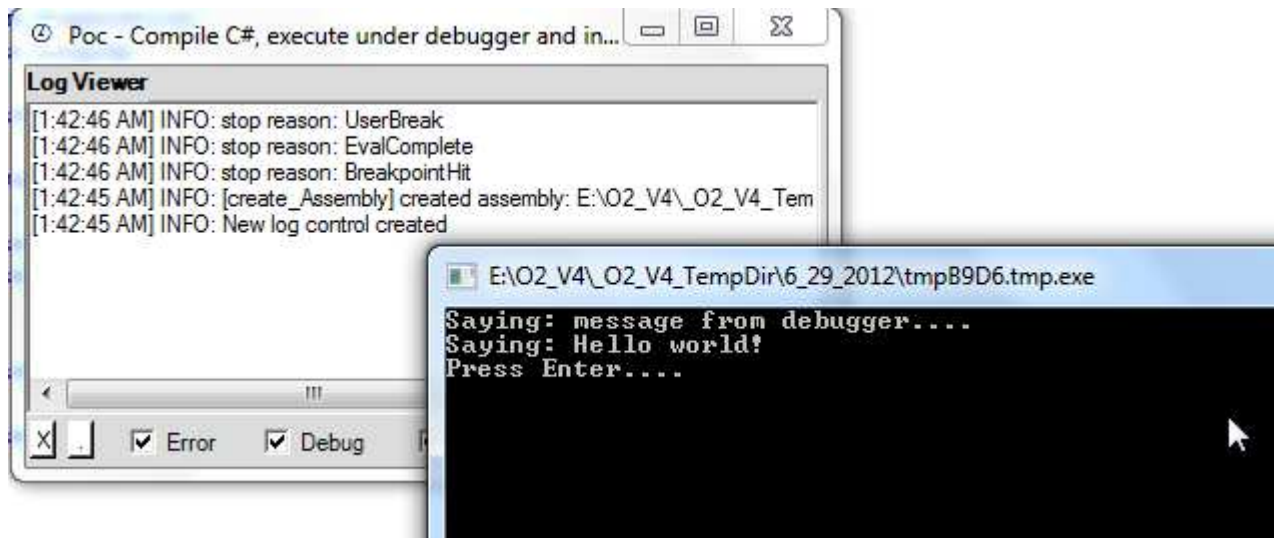 Poc - Compile C#, execute under debugger and in...
Log Viewer
[1:42:46 AM] INFO: stop reason: UserBreak
[1:42:46 AM] INFO: stop reason: EvalComplete
[1:42:46 AM] INFO: stop reason: BreakpointHit
[1:42:45 AM] INFO: [create_Assembly] created assembly: E:\O2_V4\_O2_V4_Tem
[1:42:45 AM] INFO: New log control created
X . Error Debug
E:\O2_V4\_O2_V4_TempDir\6_29_2012\tmpB9D6.tmp.exe
Saying: message from debugger....
Saying: Hello world!
Press Enter....